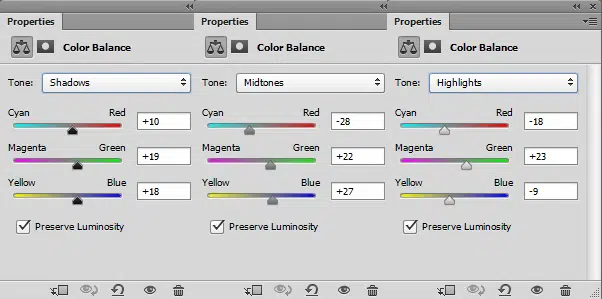 Properties
Color Balance
Tone: Shadows
Cyan Red +10
Magenta Green +19
Yellow Blue +18
Preserve Luminosity
Properties
Color Balance
Tone: Midtones
Cyan Red -28
Magenta Green +22
Yellow Blue +27
Preserve Luminosity
Properties
Color Balance
Tone: Highlights
Cyan Red -18
Magenta Green +23
Yellow Blue -9
Preserve Luminosity